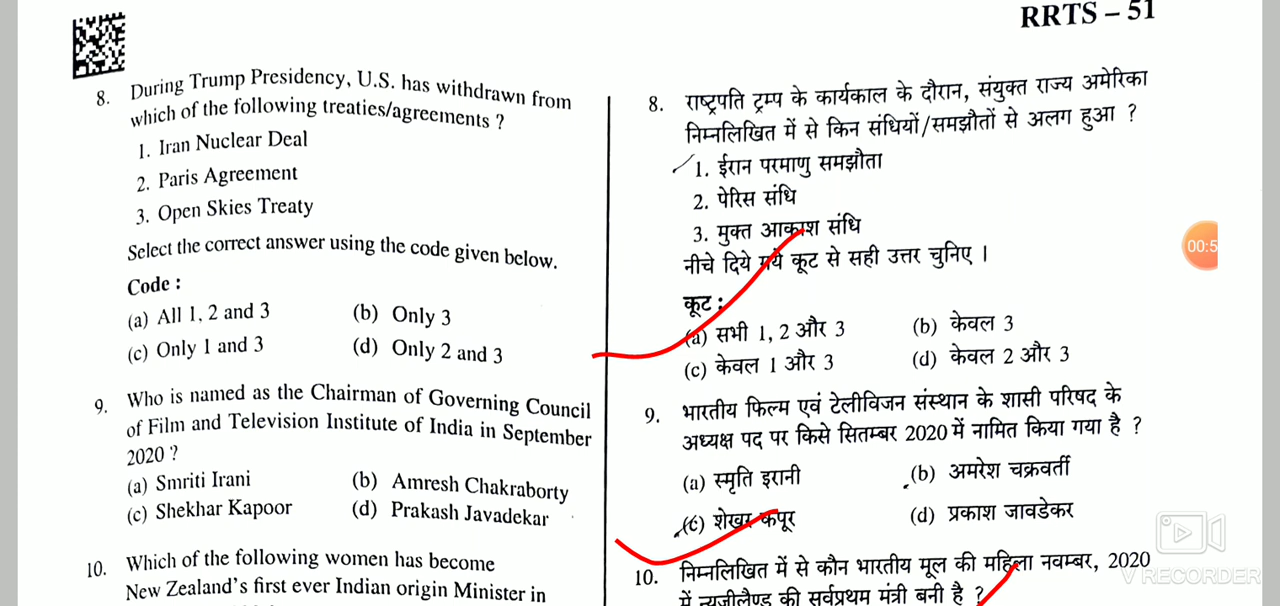 RRTS – 51
8. During Trump Presidency, U.S. has withdrawn from
which of the following treaties/agreements ?
1. Iran Nuclear Deal
2. Paris Agreement
3. Open Skies Treaty
Select the correct answer using the code given below.
Code :
(a) All 1, 2 and 3 (b) Only 3
(c) Only 1 and 3 (d) Only 2 and 3
9. Who is named as the Chairman of Governing Council
of Film and Television Institute of India in September
2020 ?
(a) Smriti Irani (b) Amresh Chakraborty
(c) Shekhar Kapoor (d) Prakash Javadekar
10. Which of the following women has become
New Zealand's first ever Indian origin Minister in
8. राष्ट्रपति ट्रम्प के कार्यकाल के दौरान, संयुक्त राज्य अमेरिका
निम्नलिखित में से किन संधियों/समझौतों से अलग हुआ ?
1. ईरान परमाणु समझौता
2. पेरिस संधि
3. मुक्त आकाश संधि
नीचे दिये गये कूट से सही उत्तर चुनिए ।
कूट :
(a) सभी 1, 2 और 3 (b) केवल 3
(c) केवल 1 और 3 (d) केवल 2 और 3
9. भारतीय फिल्म एवं टेलीविजन संस्थान के शासी परिषद के
अध्यक्ष पद पर किसे सितम्बर 2020 में नामित किया गया है ?
(a) स्मृति इरानी (b) अमरेश चक्रवर्ती
(c) शेखर कपूर (d) प्रकाश जावडेकर
10. निम्नलिखित में से कौन भारतीय मूल की महिला नवम्बर, 2020
में न्यूजीलैण्ड की सर्वप्रथम मंत्री बनी है ?
00:5
V RECORDER